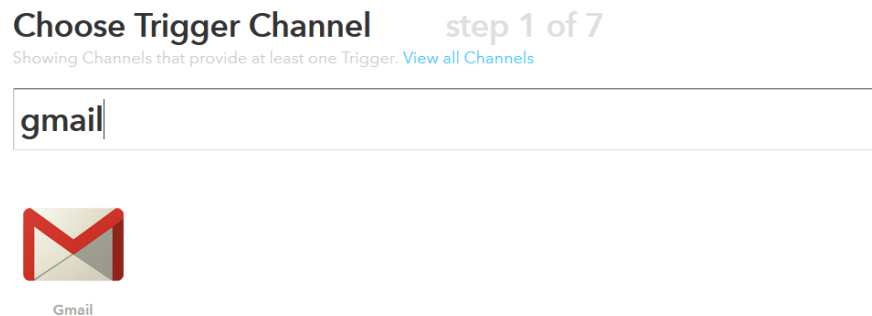 Choose Trigger Channel step 1 of 7
Showing Channels that provide at least one Trigger. View all Channels
gmail
Gmail